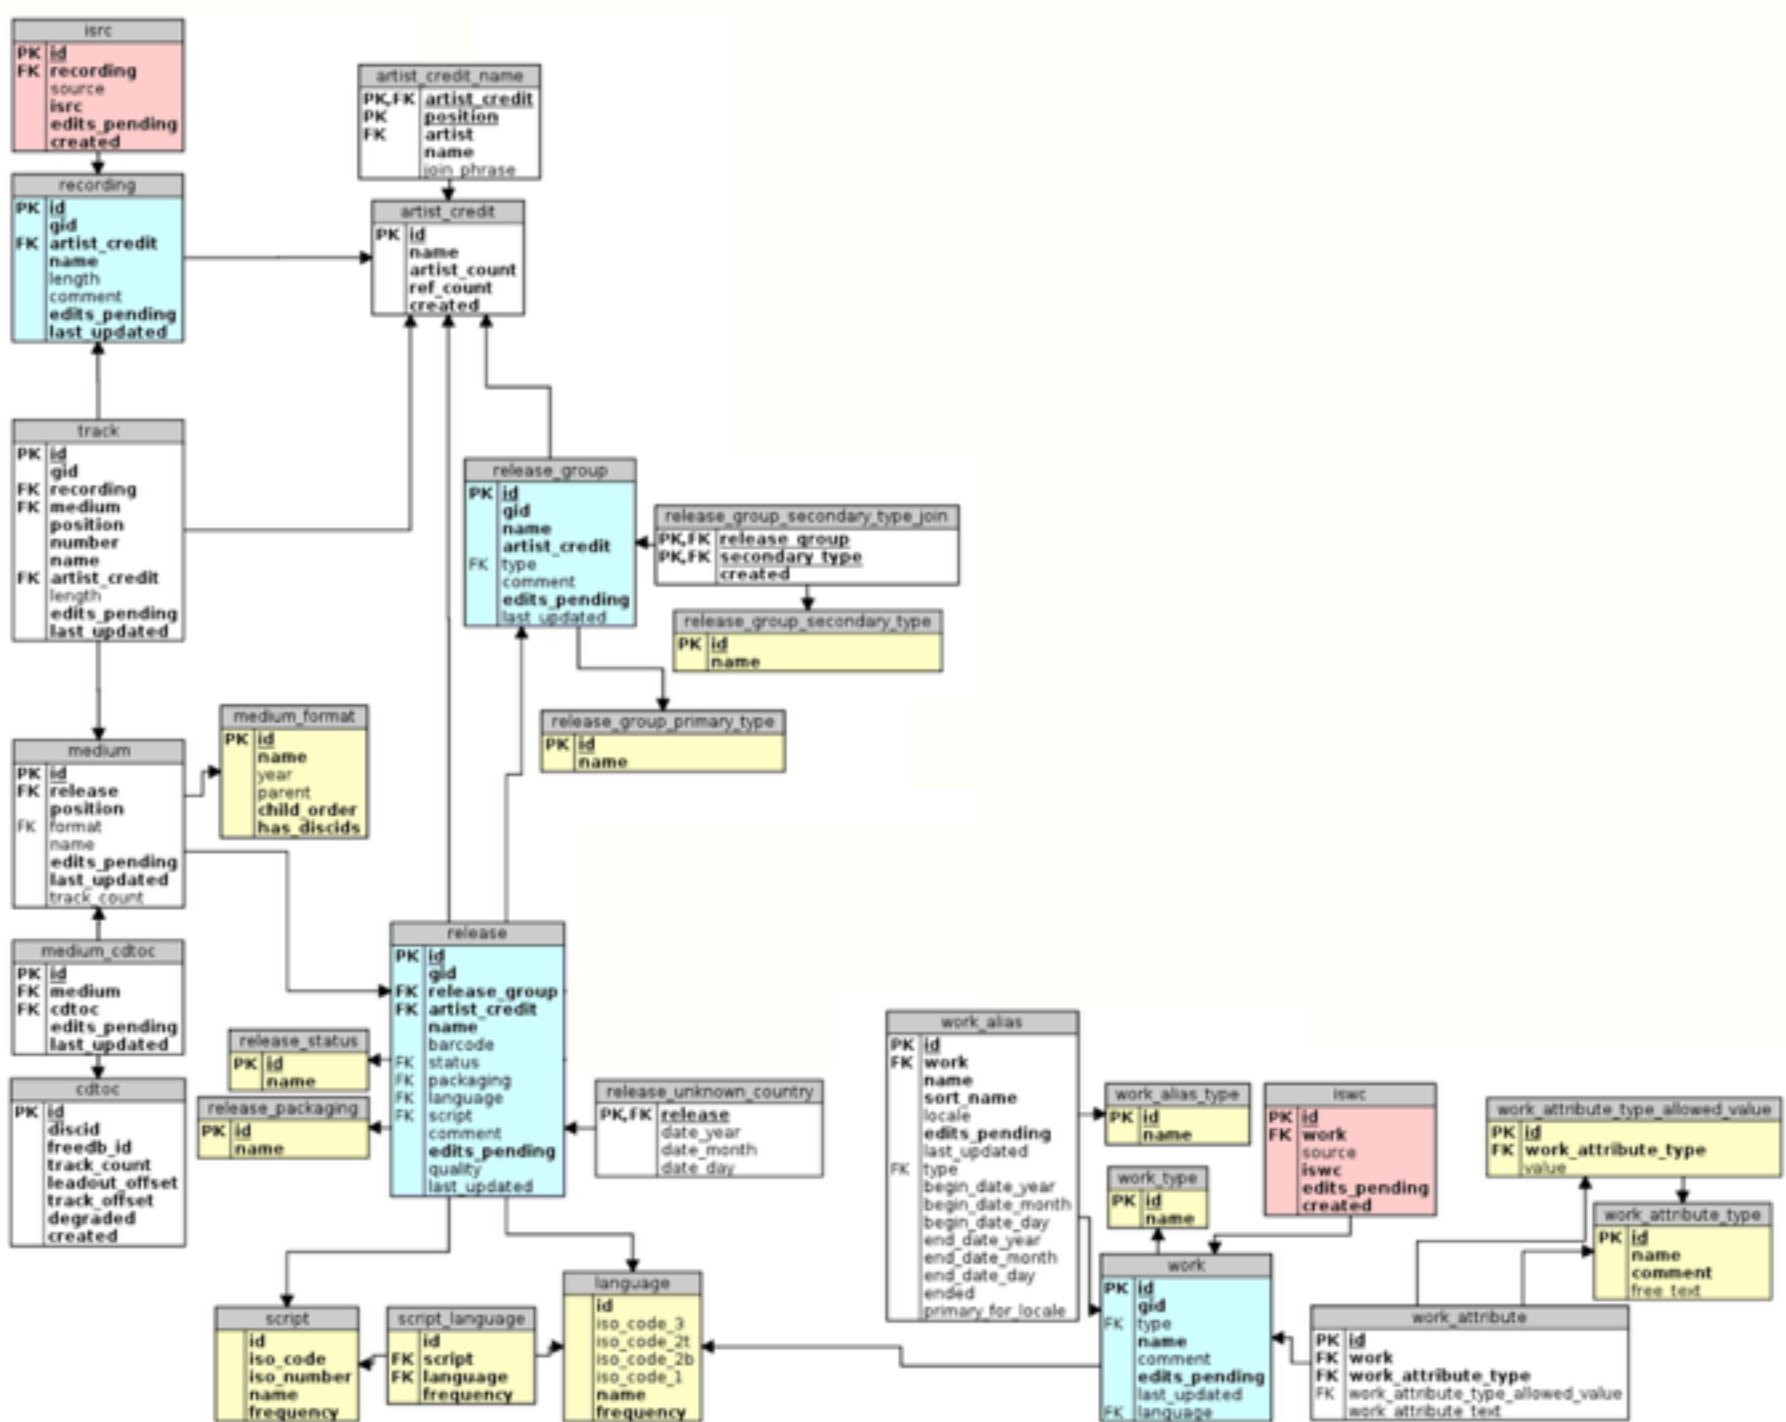 isrc
PK id
FK recording
source
isrc
edits_pending
created
recording
PK id
gid
FK artist_credit
name
length
comment
edits_pending
last_updated
artist_credit_name
PK,FK artist_credit
PK position
FK artist
name
join_phrase
artist_credit
PK id
name
artist_count
ref_count
created
track
PK id
gid
FK recording
FK medium
position
number
name
FK artist_credit
length
edits_pending
last_updated
release_group
PK id
gid
name
artist_credit
FK type
comment
edits_pending
last_updated
release_group_secondary_type_join
PK,FK release_group
PK,FK secondary_type
created
release_group_secondary_type
PK id
name
release_group_primary_type
PK id
name
medium_format
PK id
name
year
parent
child_order
has_discids
medium
PK id
FK release
position
FK format
name
edits_pending
last_updated
track_count
medium_cdtoc
PK id
FK medium
FK cdtoc
edits_pending
last_updated
cdtoc
PK id
discid
freedb_id
track_count
leadout_offset
track_offset
degraded
created
release
PK id
gid
FK release_group
FK artist_credit
name
barcode
FK status
FK packaging
FK language
FK script
comment
edits_pending
quality
last_updated
release_status
PK id
name
release_packaging
PK id
name
release_unknown_country
PK,FK release
date_year
date_month
date_day
script
id
iso_code
iso_number
name
frequency
script_language
id
FK script
FK language
frequency
language
id
iso_code_3
iso_code_2t
iso_code_2b
iso_code_1
name
frequency
work_alias
PK id
FK work
name
sort_name
locale
edits_pending
last_updated
FK type
begin_date_year
begin_date_month
begin_date_day
end_date_year
end_date_month
end_date_day
ended
primary_for_locale
work_alias_type
PK id
name
work_type
PK id
name
iswc
PK id
FK work
source
iswc
edits_pending
created
work
PK id
gid
FK type
name
comment
edits_pending
last_updated
FK language
work_attribute_type_allowed_value
PK id
FK work_attribute_type
value
work_attribute_type
PK id
name
comment
free_text
work_attribute
PK id
FK work
FK work_attribute_type
FK work_attribute_type_allowed_value
work_attribute_text